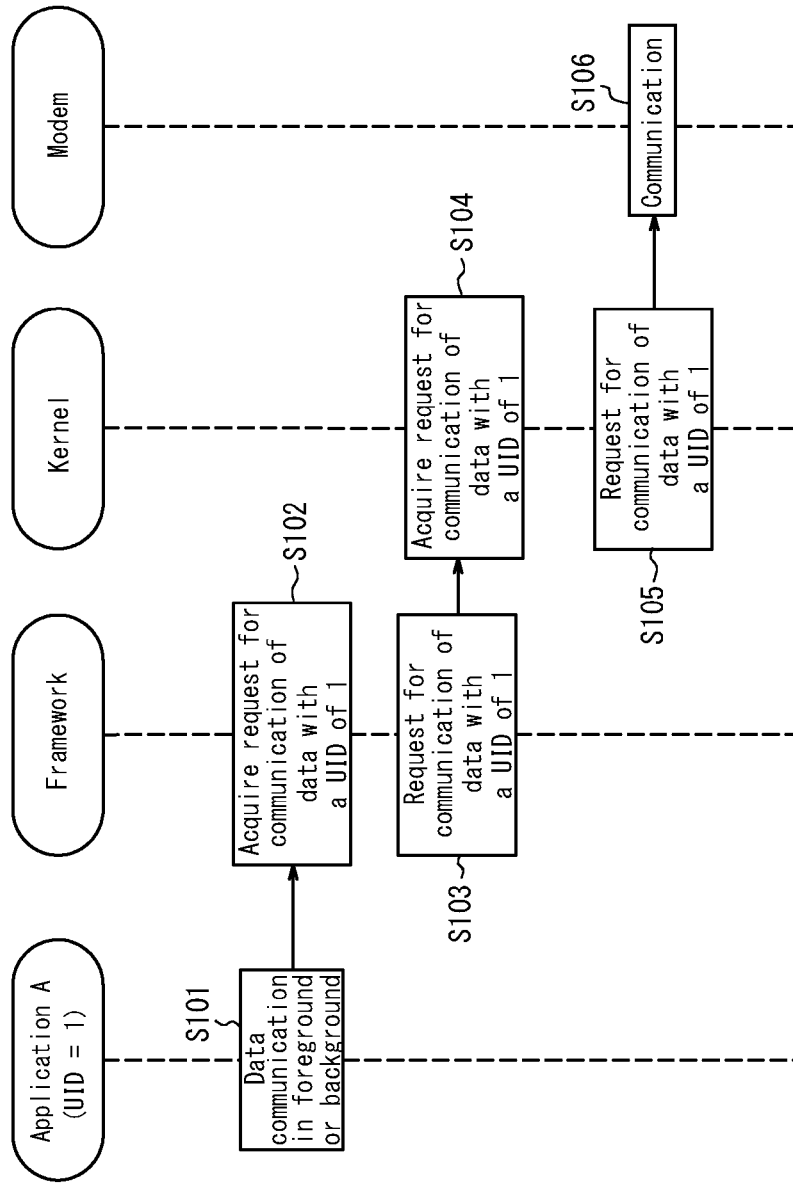 Application A
(UID = 1)
Framework
Kernel
Modem
S101
Data
communication
in foreground
or background
S102
Acquire request for
communication of
data with
a UID of 1
S103
Request for
communication of
data with
a UID of 1
S104
Acquire request for
communication of
data with
a UID of 1
S105
Request for
communication of
data with
a UID of 1
S106
Communication